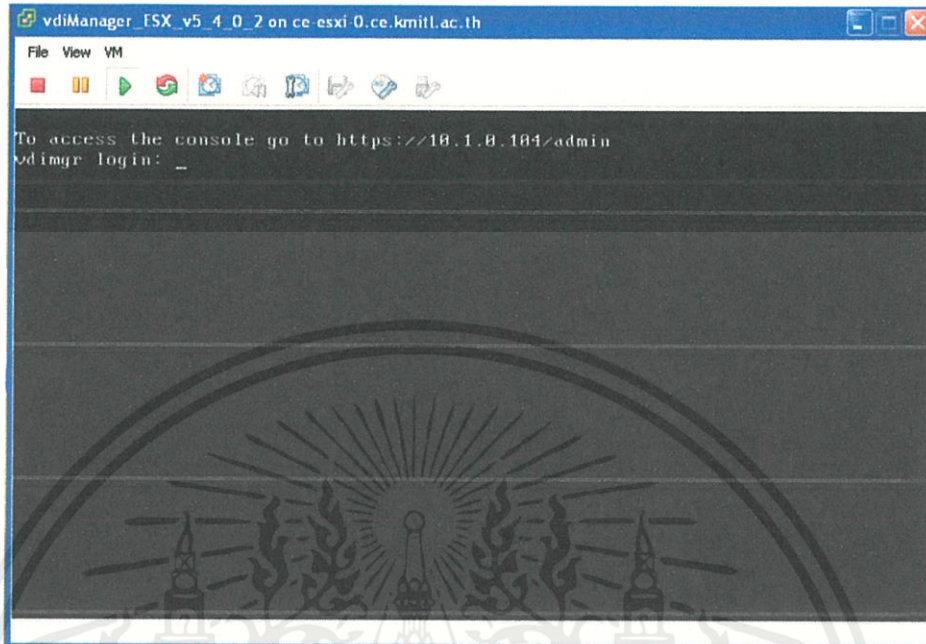 vdiManager_ESX_v5_4_0_2 on ce-esxi-0.ce.kmitl.ac.th
File View VM
To access the console go to https://10.1.0.104/admin
vdimgr login: _